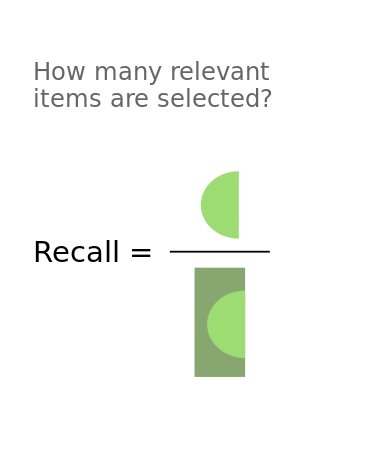 How many relevant
items are selected?
Recall =